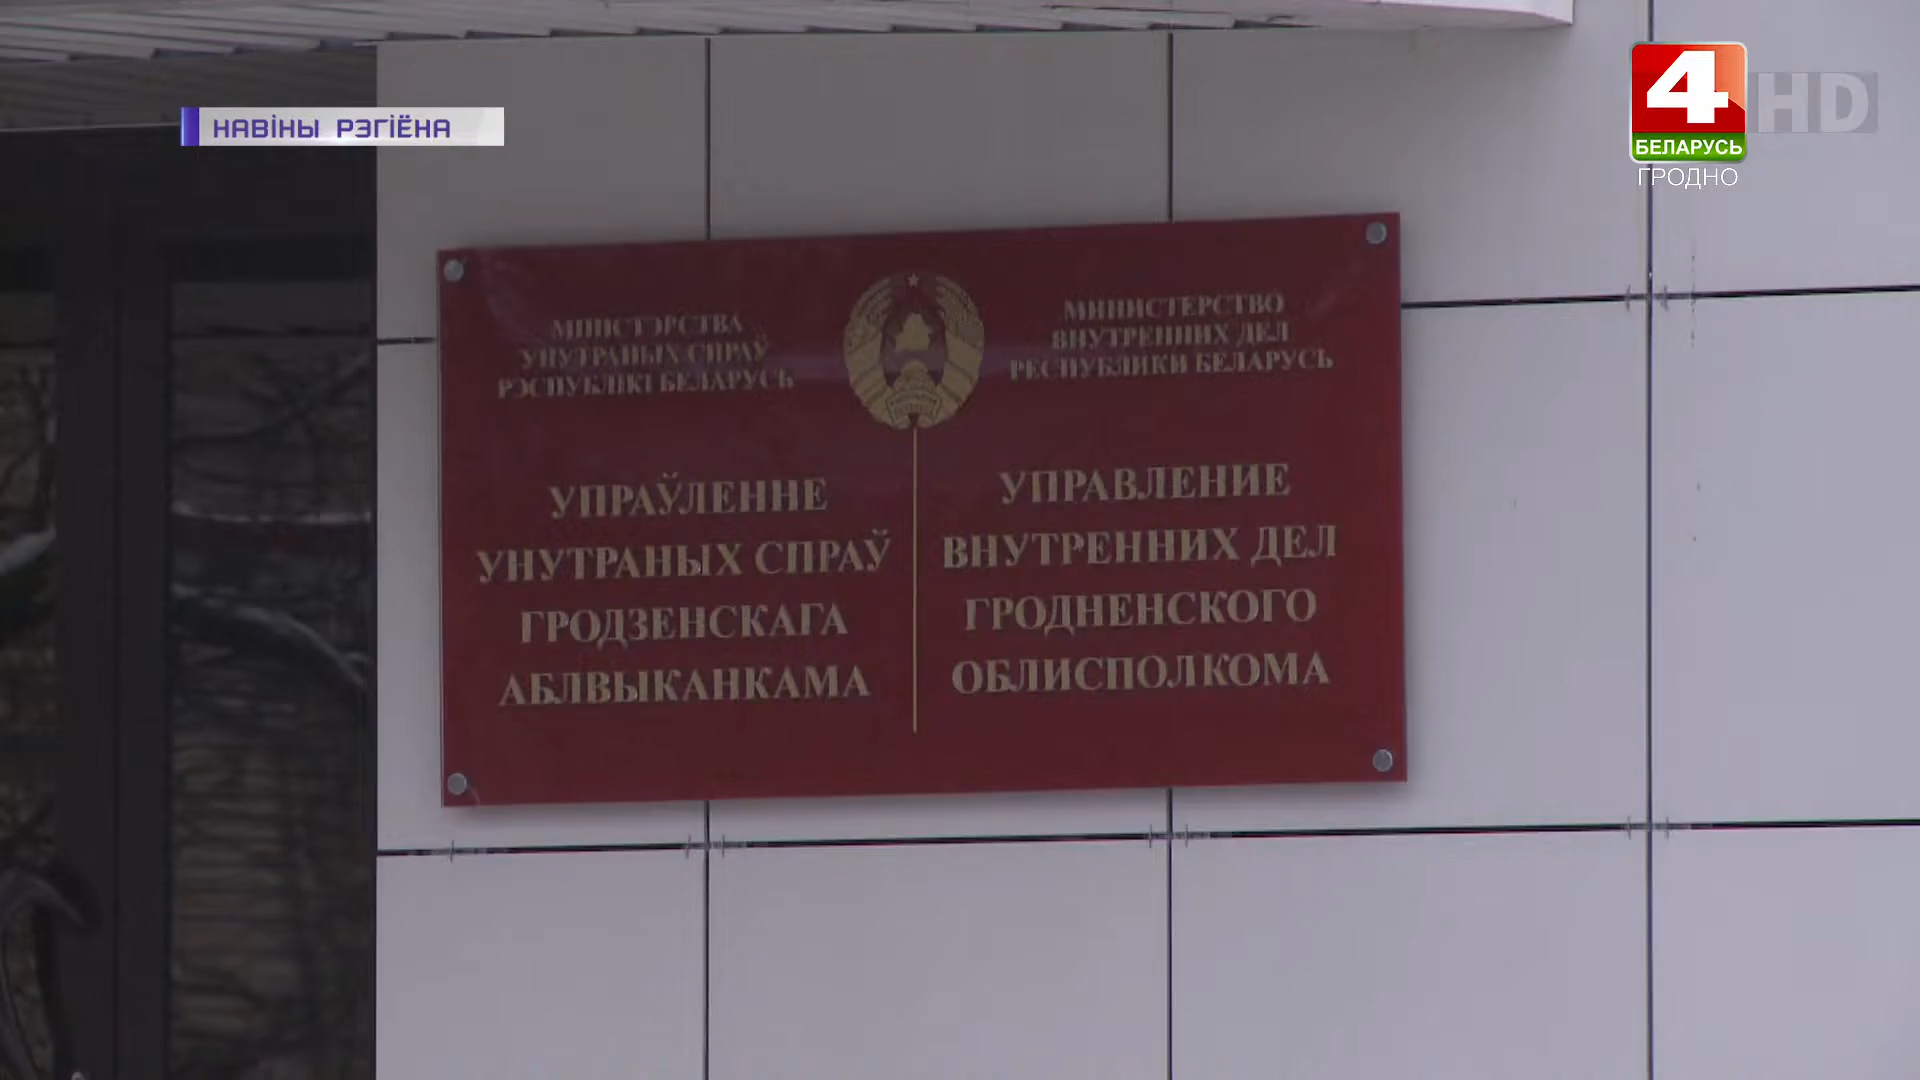 НАВІНЫ РЭГІЁНА
4 HD
БЕЛАРУСЬ
ГРОДНО
МІНІСТЭРСТВА
УНУТРАНЫХ СПРАЎ
РЭСПУБЛІКІ БЕЛАРУСЬ
МИНИСТЕРСТВО
ВНУТРЕННИХ ДЕЛ
РЕСПУБЛИКИ БЕЛАРУСЬ
УПРАЎЛЕННЕ
УНУТРАНЫХ СПРАЎ
ГРОДЗЕНСКАГА
АБЛВЫКАНКАМА
УПРАВЛЕНИЕ
ВНУТРЕННИХ ДЕЛ
ГРОДНЕНСКОГО
ОБЛИСПОЛКОМА